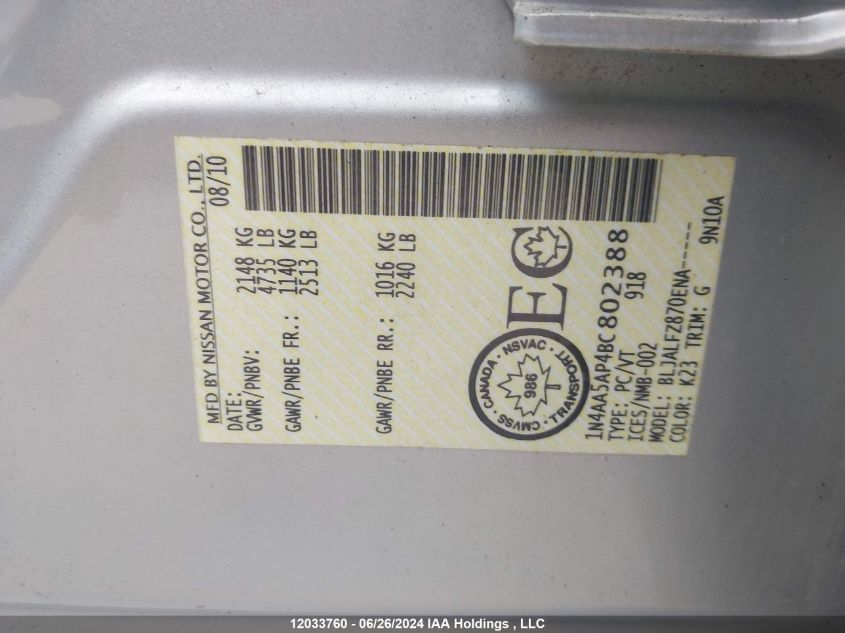 MFD BY NISSAN MOTOR CO., LTD.
DATE: 08/10
GVWR/PNBV: 2148 KG
4735 LB
GAWR/PNBE FR.: 1140 KG
2513 LB
GAWR/PNBE RR.: 1016 KG
2240 LB
CANADA · NSVAC · TRANSPORT · CMVSS
986
T
EC
T
1N4AA5AP4BC802388
TYPE: PC/VT 918
ICES/NMB-002
MODEL: BLJALFZ870ENA-----
COLOR: K23 TRIM: G 9N10A
12033760 - 06/26/2024 IAA Holdings , LLC